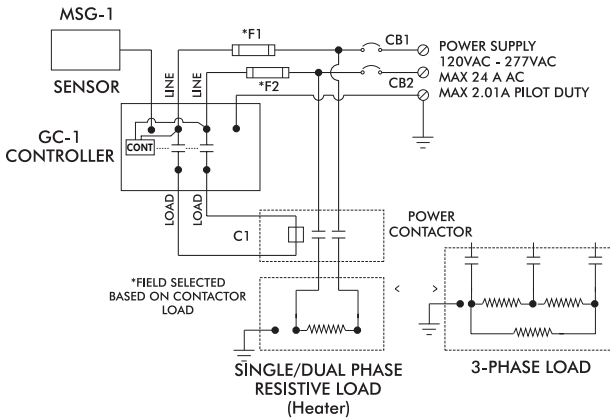 MSG-1
SENSOR
*F1
*F2
CB1
CB2
POWER SUPPLY
120VAC - 277VAC
MAX 24 A AC
MAX 2.01A PILOT DUTY
LINE
LINE
GC-1
CONTROLLER
CONT
LOAD
LOAD
C1
POWER
CONTACTOR
*FIELD SELECTED
BASED ON CONTACTOR
LOAD
< >
SINGLE/DUAL PHASE
RESISTIVE LOAD
(Heater)
3-PHASE LOAD